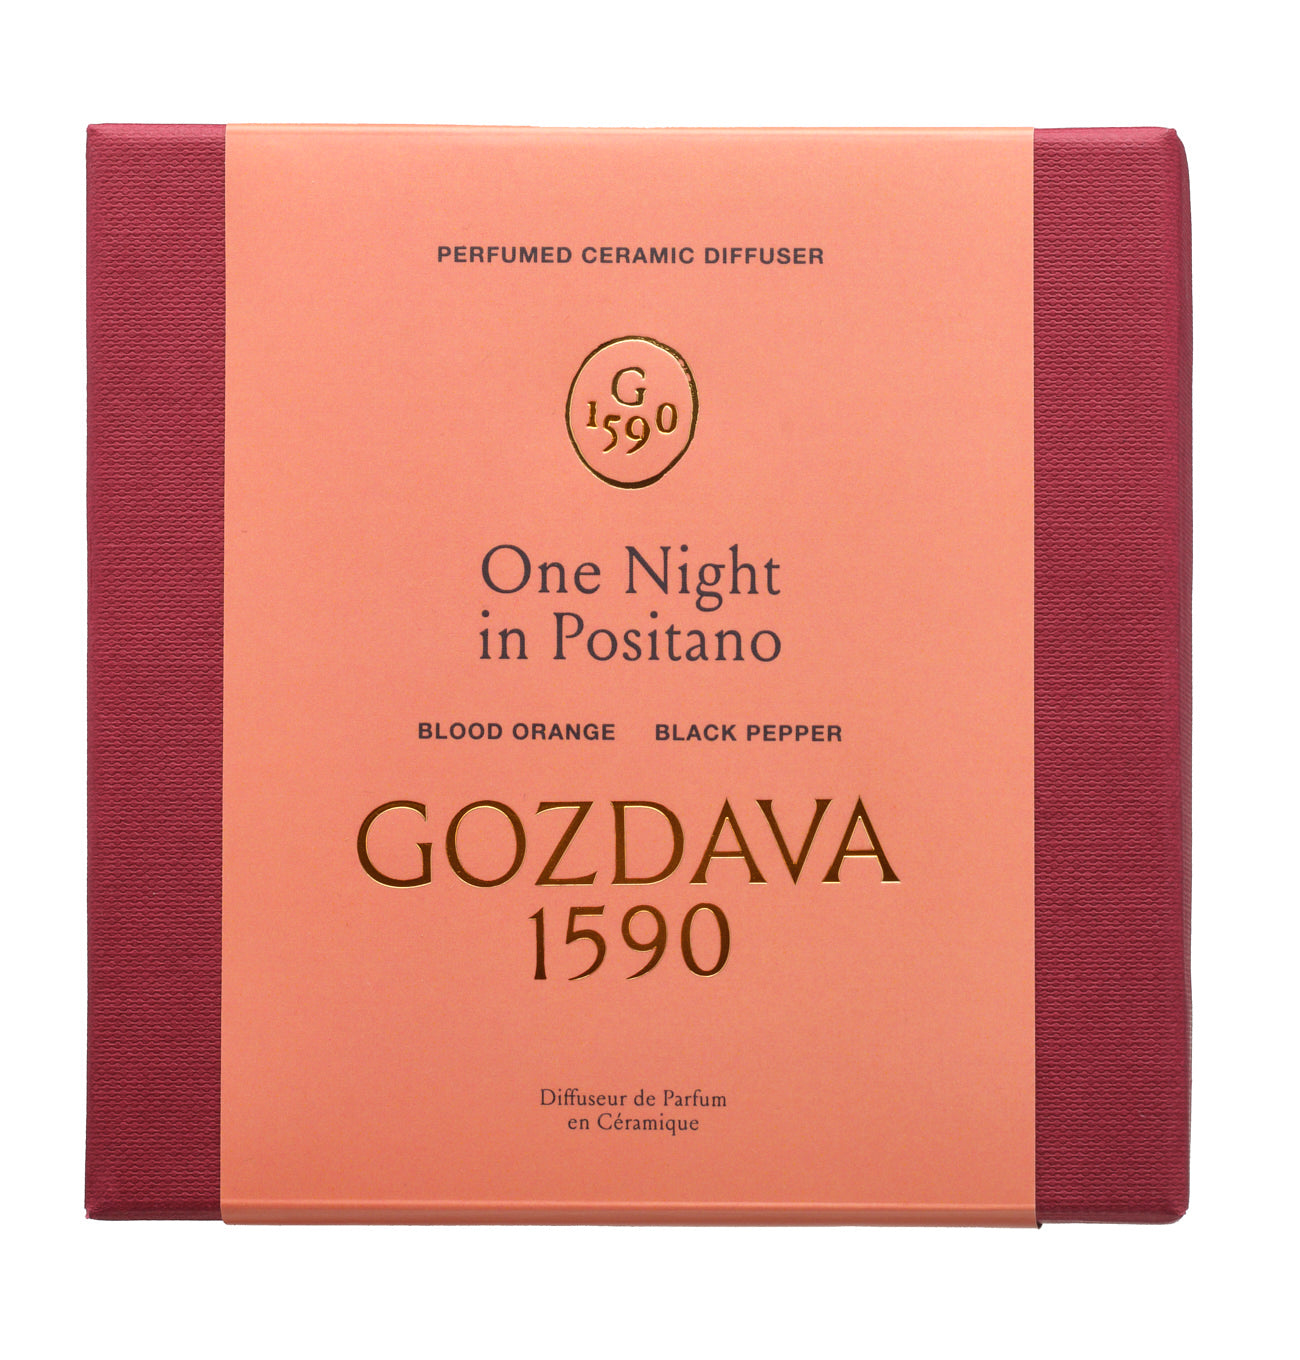 PERFUMED CERAMIC DIFFUSER
G
1590
One Night
in Positano
BLOOD ORANGE BLACK PEPPER
GOZDAVA
1590
Diffuseur de Parfum
en Céramique